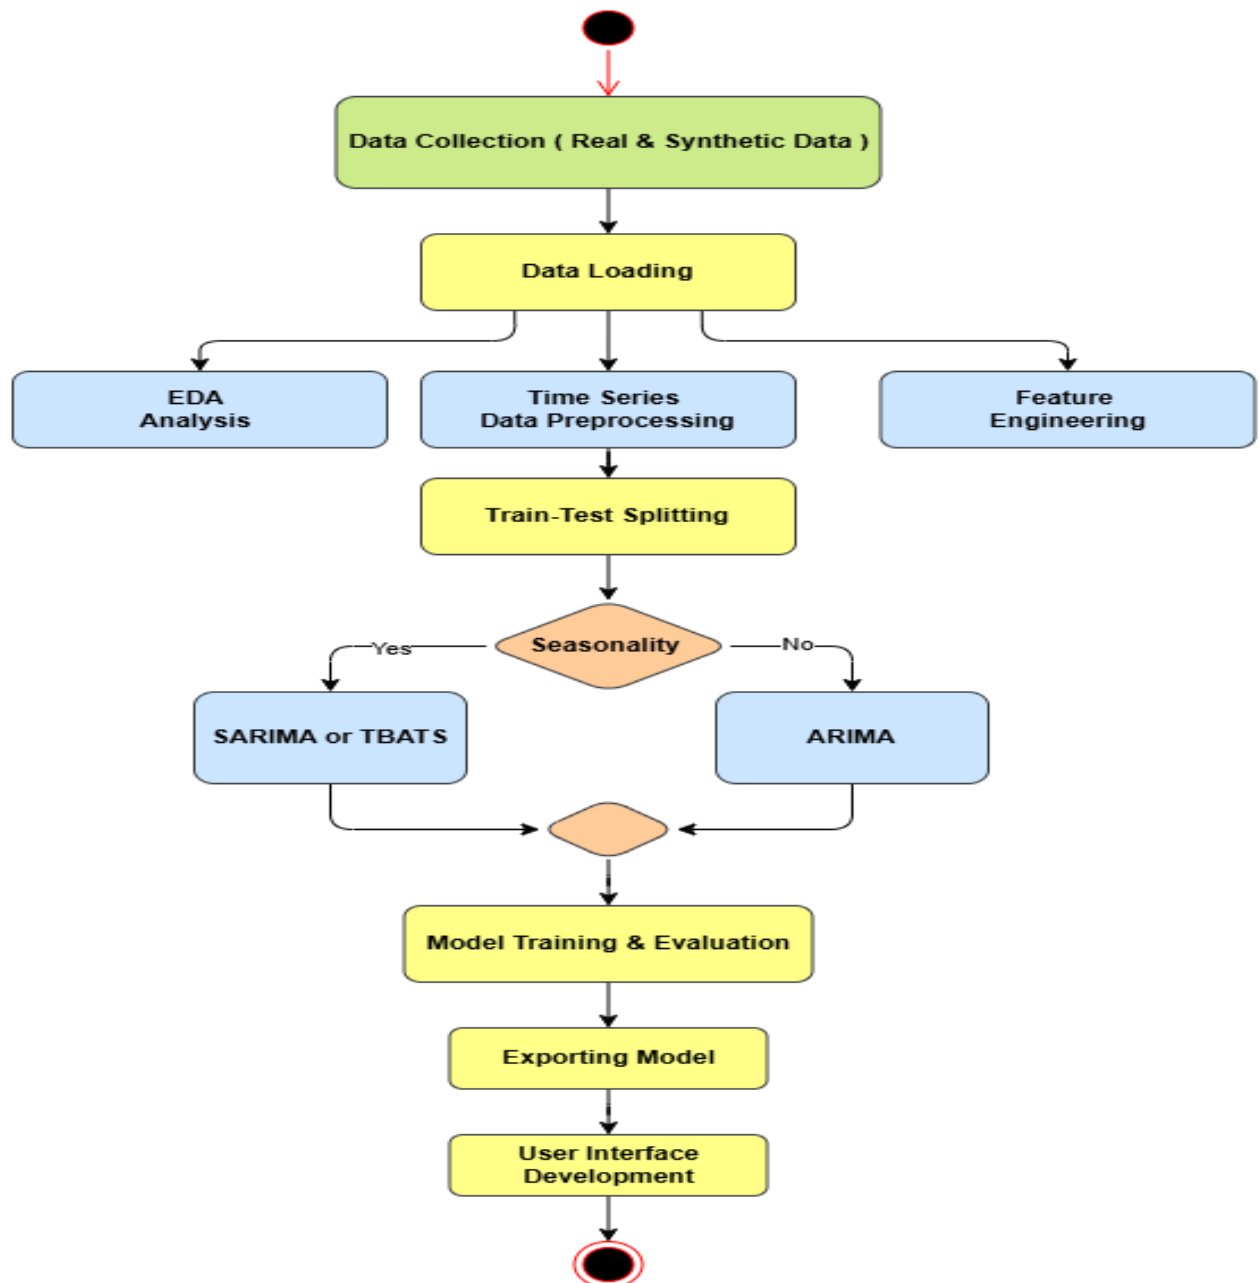 Data Collection ( Real & Synthetic Data )
Data Loading
EDA
Analysis
Time Series
Data Preprocessing
Feature
Engineering
Train-Test Splitting
Seasonality
Yes
No
SARIMA or TBATS
ARIMA
Model Training & Evaluation
Exporting Model
User Interface
Development